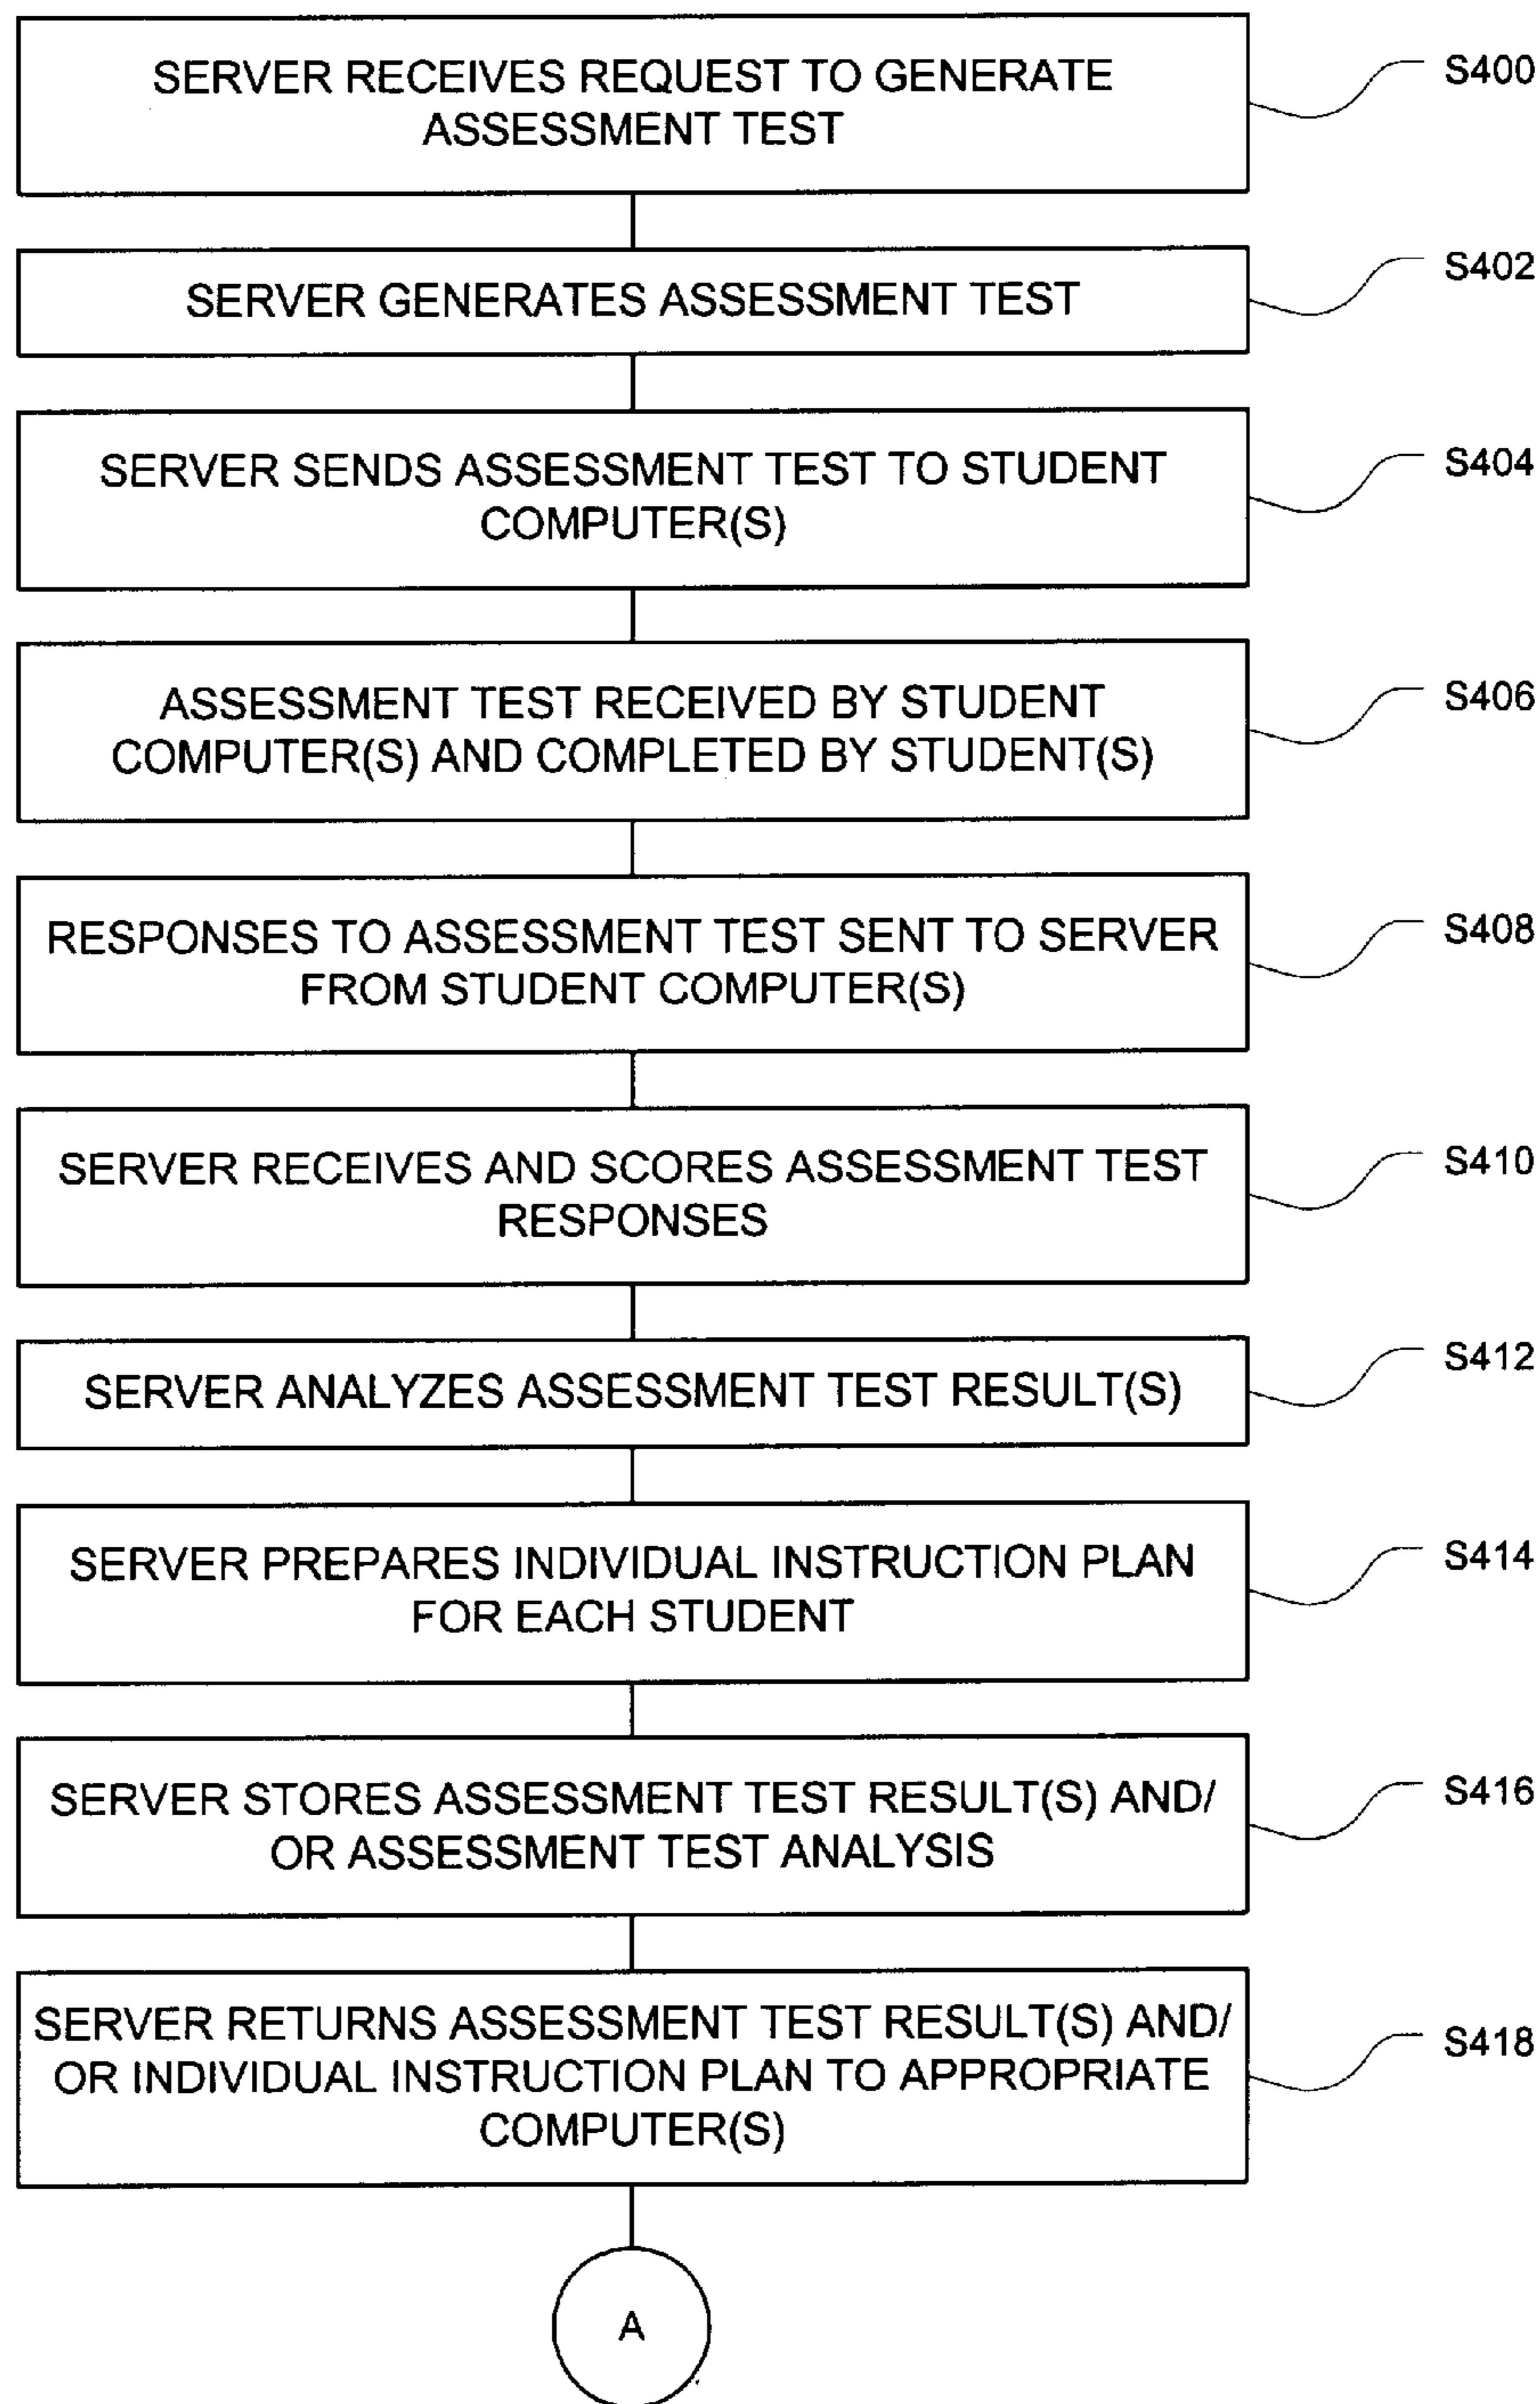 SERVER RECEIVES REQUEST TO GENERATE
ASSESSMENT TEST
S400
SERVER GENERATES ASSESSMENT TEST
S402
SERVER SENDS ASSESSMENT TEST TO STUDENT
COMPUTER(S)
S404
ASSESSMENT TEST RECEIVED BY STUDENT
COMPUTER(S) AND COMPLETED BY STUDENT(S)
S406
RESPONSES TO ASSESSMENT TEST SENT TO SERVER
FROM STUDENT COMPUTER(S)
S408
SERVER RECEIVES AND SCORES ASSESSMENT TEST
RESPONSES
S410
SERVER ANALYZES ASSESSMENT TEST RESULT(S)
S412
SERVER PREPARES INDIVIDUAL INSTRUCTION PLAN
FOR EACH STUDENT
S414
SERVER STORES ASSESSMENT TEST RESULT(S) AND/
OR ASSESSMENT TEST ANALYSIS
S416
SERVER RETURNS ASSESSMENT TEST RESULT(S) AND/
OR INDIVIDUAL INSTRUCTION PLAN TO APPROPRIATE
COMPUTER(S)
S418
A